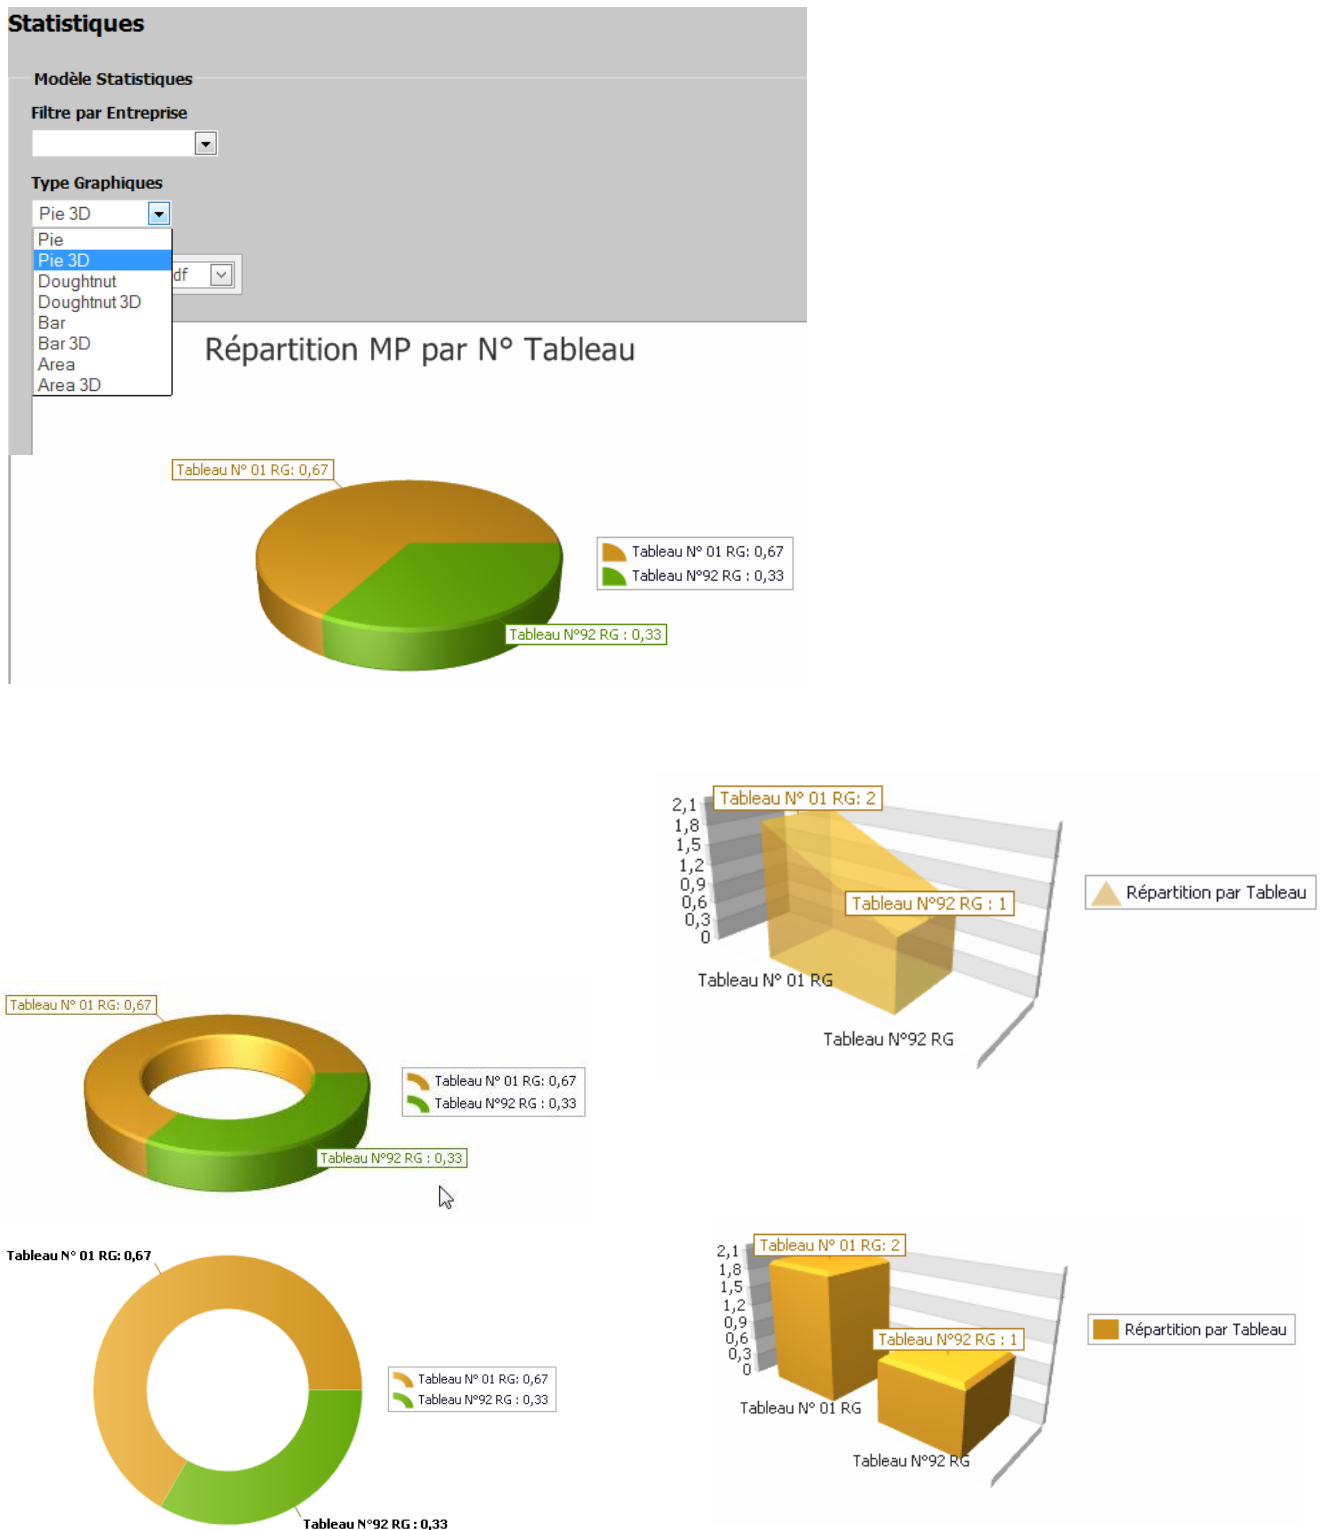 Statistiques
Modèle Statistiques
Filtre par Entreprise
Type Graphiques
Pie 3D
Pie
Pie 3D
Doughtnut
Doughtnut 3D
Bar
Bar 3D
Area
Area 3D
df
Répartition MP par N° Tableau
Tableau N° 01 RG: 0,67
Tableau N° 01 RG: 0,67
Tableau N°92 RG : 0,33
Tableau N°92 RG : 0,33
Tableau N° 01 RG: 2
2,1
1,8
1,5
1,2
0,9
0,6
0,3
0
Tableau N°92 RG : 1
Répartition par Tableau
Tableau N° 01 RG
Tableau N°92 RG
Tableau N° 01 RG: 0,67
Tableau N° 01 RG: 0,67
Tableau N°92 RG : 0,33
Tableau N°92 RG : 0,33
Tableau N° 01 RG: 0,67
Tableau N° 01 RG: 0,67
Tableau N°92 RG : 0,33
Tableau N°92 RG : 0,33
Tableau N° 01 RG: 2
2,1
1,8
1,5
1,2
0,9
0,6
0,3
0
Tableau N°92 RG : 1
Répartition par Tableau
Tableau N° 01 RG
Tableau N°92 RG